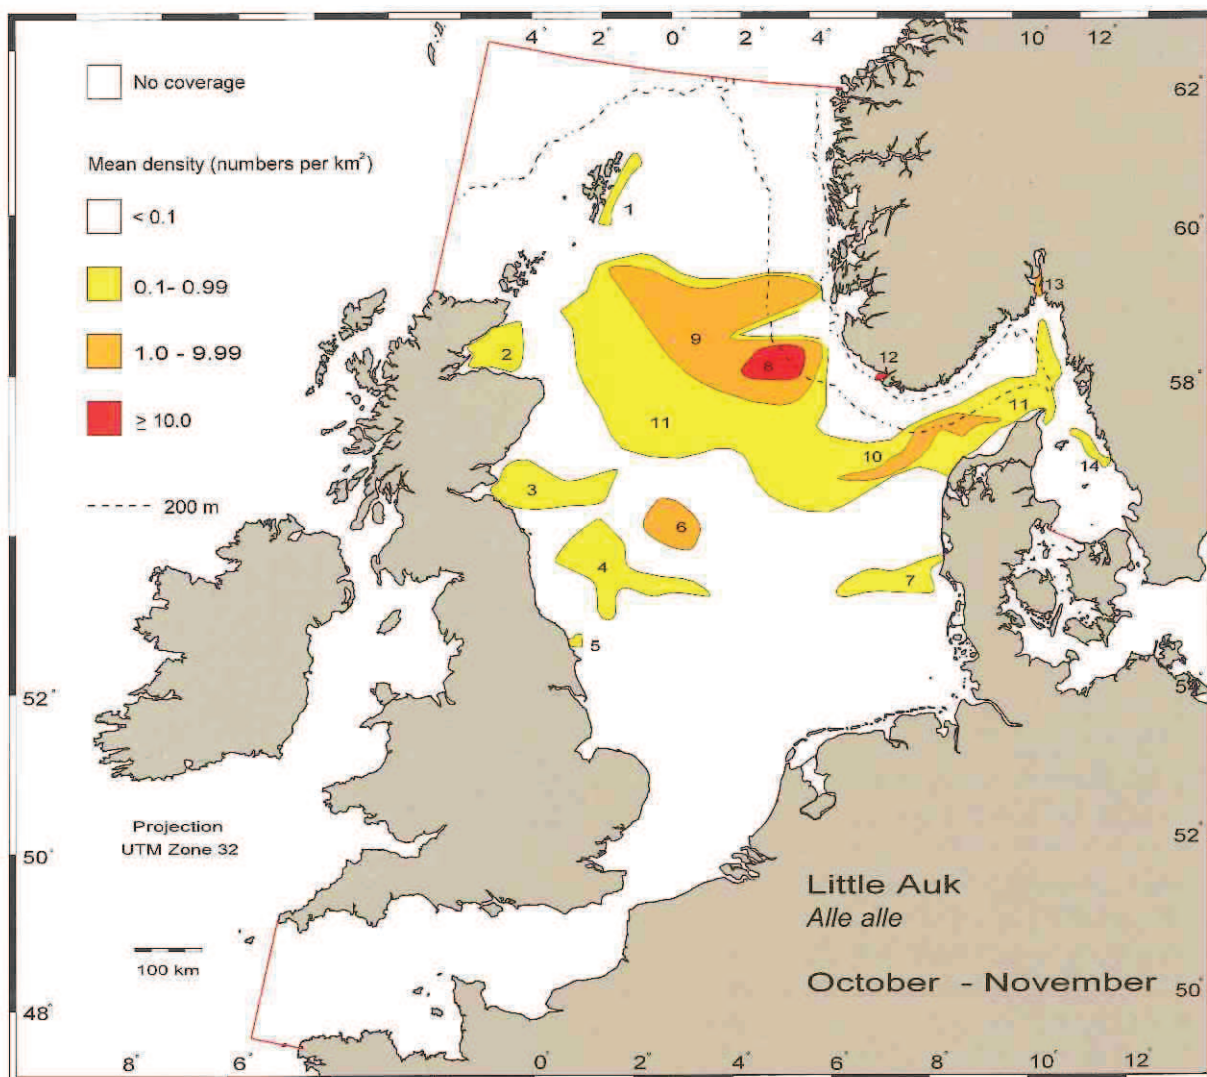 4° 2° 0° 2° 4° 10° 12°
No coverage
62°
Mean density (numbers per km²)
< 0.1
1
60°
0.1- 0.99
13
9
1.0 - 9.99
2
12
8
58°
≥ 10.0
11
11
10
14
3
200 m
6
4
7
5
52°
Projection
UTM Zone 32
52°
50°
Little Auk
Alle alle
100 km
October - November
50°
48°
8° 6° 0° 2° 4° 6° 8° 10° 12°